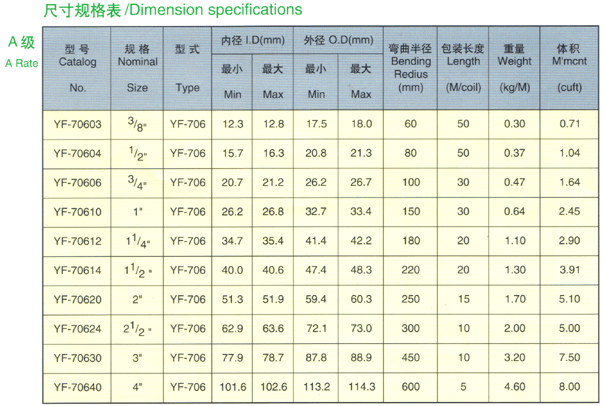 尺寸规格表/Dimension specifications
A 级
A Rate
型 号 规 格 型 式 内径 I.D(mm) 外径 O.D(mm) 弯曲半径 包装长度 重量 体积
Catalog Nominal Bending Length Weight M'mcnt
最小 最大 最小 最大 Redius
No. Size Type Min Max Min Max (mm) (M/coil) (kg/M) (cuft)
YF-70603 3/8" YF-706 12.3 12.8 17.5 18.0 60 50 0.30 0.71
YF-70604 1/2" YF-706 15.7 16.3 20.8 21.3 80 50 0.37 1.04
YF-70606 3/4" YF-706 20.7 21.2 26.2 26.7 100 30 0.47 1.64
YF-70610 1" YF-706 26.2 26.8 32.7 33.4 150 30 0.64 2.45
YF-70612 1 1/4" YF-706 34.7 35.4 41.4 42.2 180 20 1.10 2.90
YF-70614 1 1/2 " YF-706 40.0 40.6 47.4 48.3 220 20 1.30 3.91
YF-70620 2" YF-706 51.3 51.9 59.4 60.3 250 15 1.70 5.10
YF-70624 2 1/2 " YF-706 62.9 63.6 72.1 73.0 300 10 2.00 5.00
YF-70630 3" YF-706 77.9 78.7 87.8 88.9 450 10 3.20 7.50
YF-70640 4" YF-706 101.6 102.6 113.2 114.3 600 5 4.60 8.00